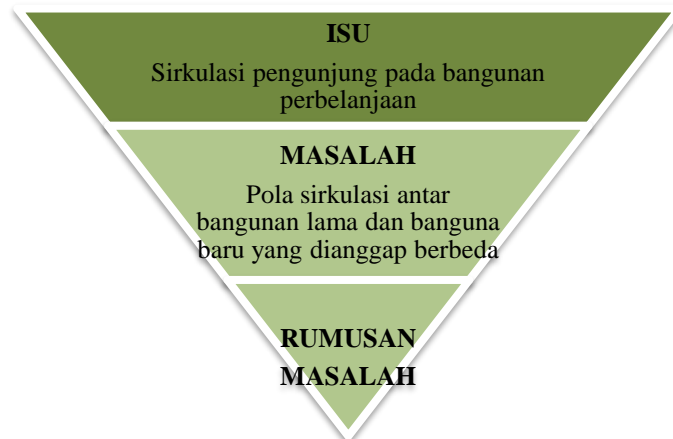 ISU
Sirkulasi pengunjung pada bangunan
perbelanjaan
MASALAH
Pola sirkulasi antar
bangunan lama dan banguna
baru yang dianggap berbeda
RUMUSAN
MASALAH